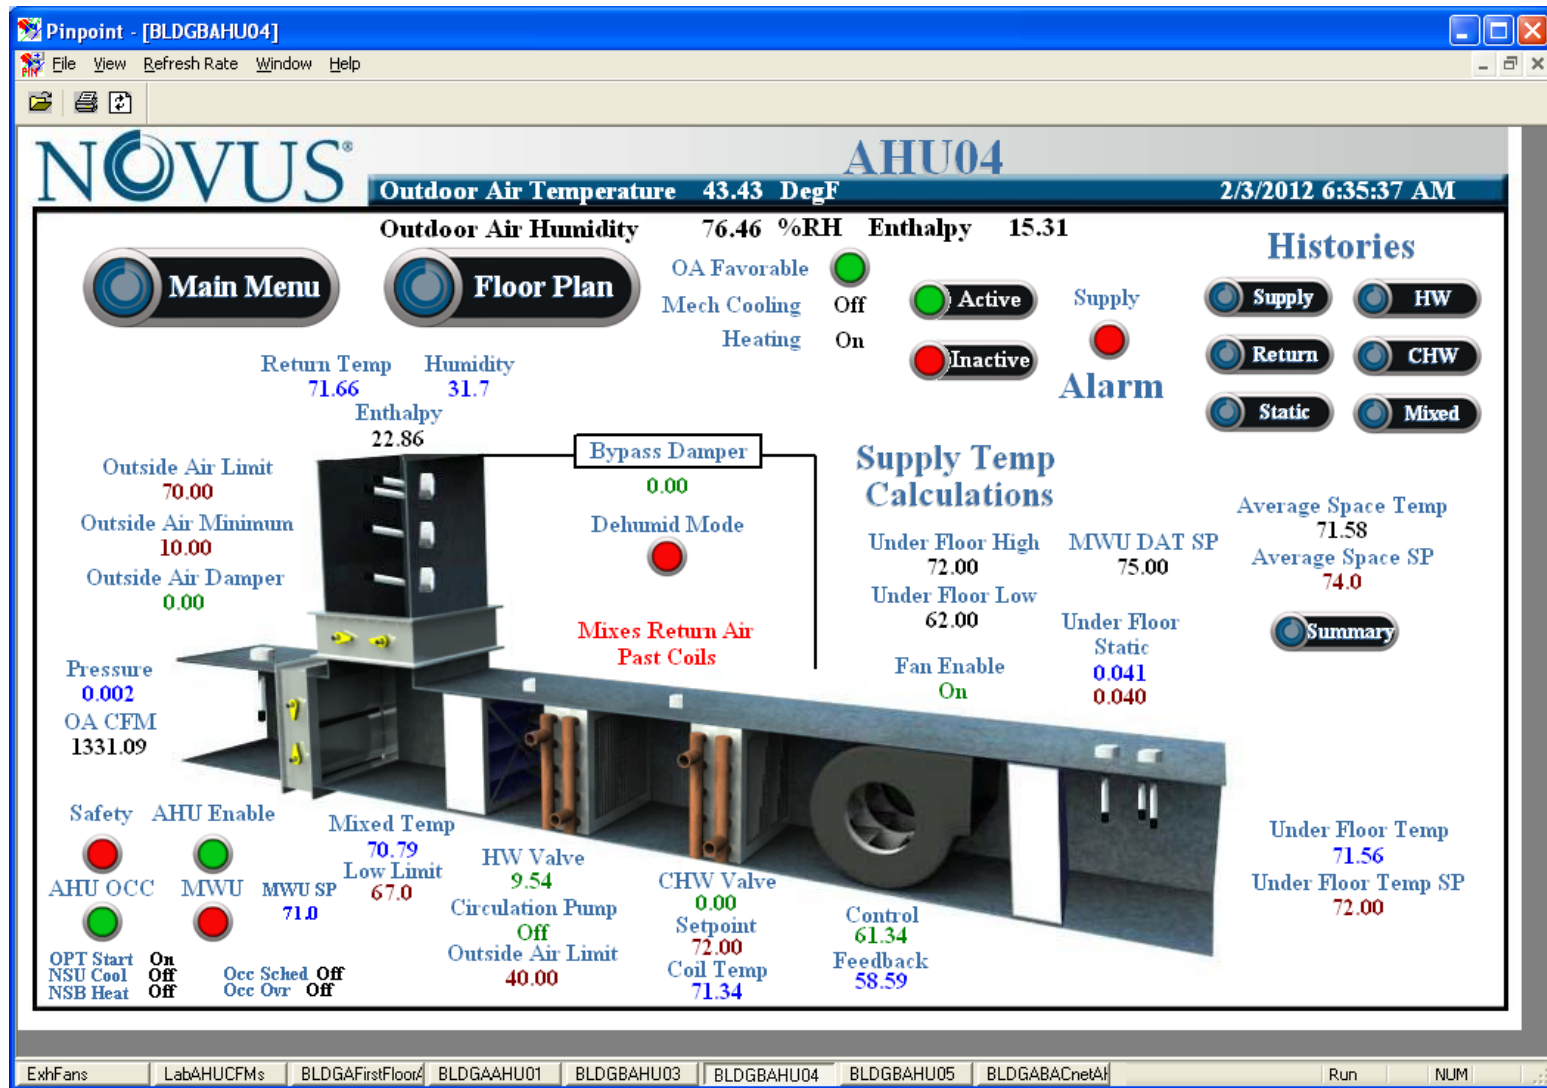 Pinpoint - [BLDGBAHU04]
File View Refresh Rate Window Help
NOVUS®
AHU04
Outdoor Air Temperature 43.43 DegF 2/3/2012 6:35:37 AM
Outdoor Air Humidity 76.46 %RH Enthalpy 15.31
Main Menu
Floor Plan
OA Favorable
Mech Cooling Off
Heating On
Active
Inactive
Supply
Alarm
Histories
Supply HW
Return CHW
Static Mixed
Return Temp Humidity
71.66 31.7
Enthalpy
22.86
Bypass Damper
0.00
Dehumid Mode
Mixes Return Air
Past Coils
Outside Air Limit
70.00
Outside Air Minimum
10.00
Outside Air Damper
0.00
Supply Temp
Calculations
Under Floor High MWU DAT SP
72.00 75.00
Under Floor Low
62.00
Under Floor
Static
0.041
0.040
Fan Enable
On
Average Space Temp
71.58
Average Space SP
74.0
Summary
Pressure
0.002
OA CFM
1331.09
Safety AHU Enable
AHU OCC MWU MWU SP
71.0
Mixed Temp
70.79
Low Limit
67.0
HW Valve
9.54
Circulation Pump
Off
Outside Air Limit
40.00
CHW Valve
0.00
Setpoint
72.00
Coil Temp
71.34
Control
61.34
Feedback
58.59
Under Floor Temp
71.56
Under Floor Temp SP
72.00
OPT Start On
NSU Cool Off Occ Sched Off
NSB Heat Off Occ Ovr Off
ExhFans LabAHUCFMs BLDGAFirstFloorA BLDGAAHU01 BLDGBAHU03 BLDGBAHU04 BLDGBAHU05 BLDGABACnetAH Run NUM